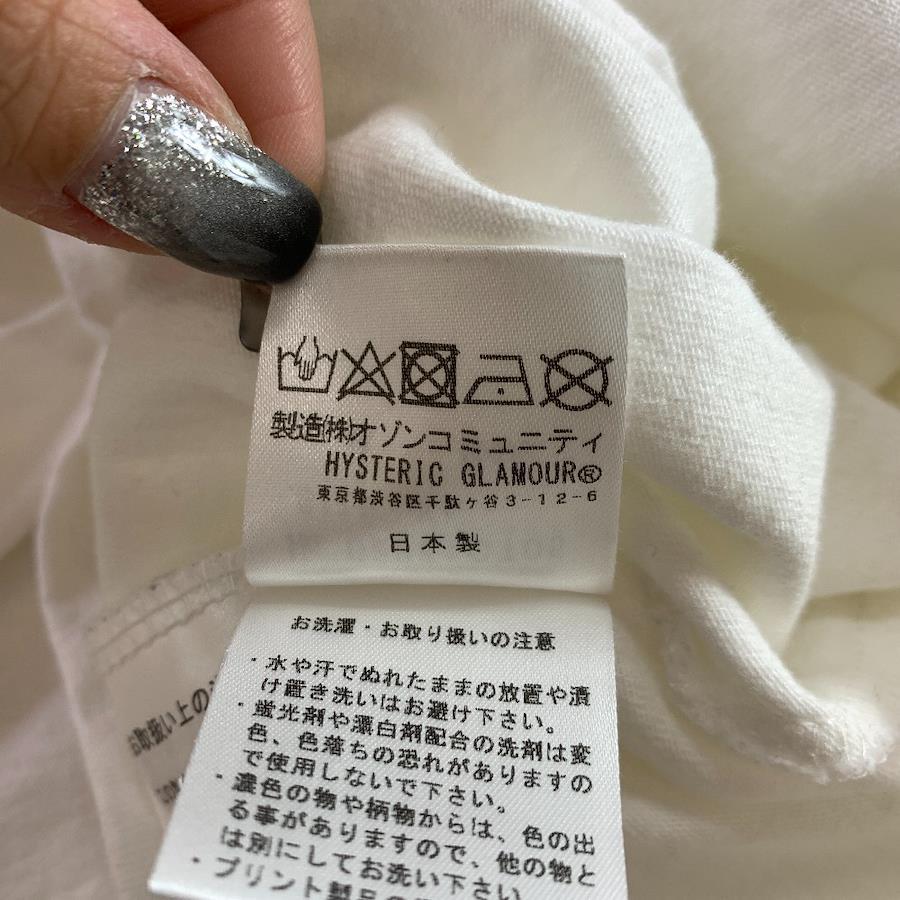 製造(株)オゾンコミュニティ
HYSTERIC GLAMOUR®
東京都渋谷区千駄ヶ谷3-12-6
日本製
お洗濯・お取り扱いの注意
・水や汗でぬれたままの放置や漬
け置き洗いはお避け下さい。
・蛍光剤や漂白剤配合の洗剤は変
色、色落ちの恐れがありますの
で使用しないで下さい。
・濃色の物や柄物からは、色の出
る事がありますので、他の物と
は別にしてお洗い下さい
・プリント製品の
お取扱い上の